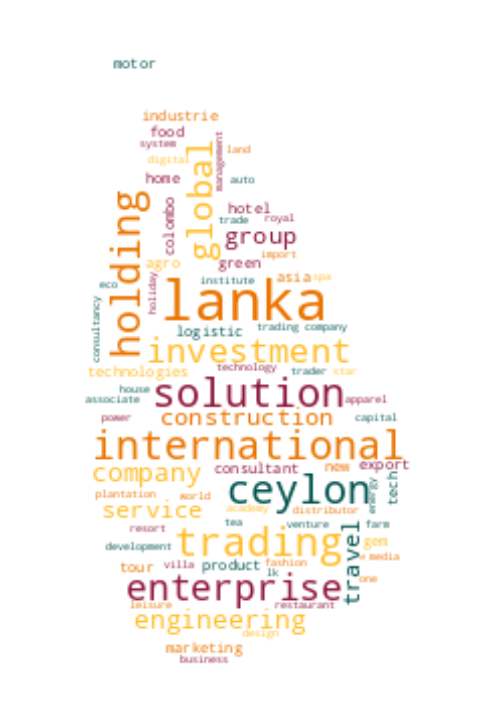 motor
industrie
food
system
land
digital
management
global
home
auto
holding
colombo
hotel
trade
royal
group
import
agro
green
holiday
asia
spa
eco
institute
lanka
consultancy
logistic
trading company
investment
technologies
technology
trader
star
house
solution
associate
apparel
power
construction
capital
international
company
consultant
new
export
ceylon
energy
tech
plantation
world
service
academy
distributor
resort
tea
venture
farm
trading
travel
development
gem
e media
tour
villa
product
fashion
lk
one
enterprise
leisure
restaurant
engineering
design
marketing
business